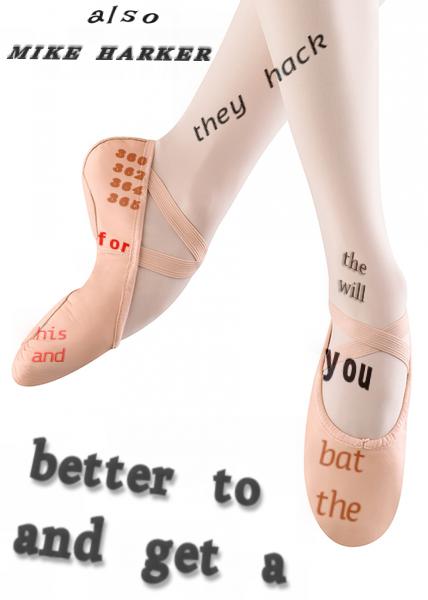 also
MIKE HARKER
they hack
360
362
364
365
for
his
and
the
will
you
bat
the
better to
and get a